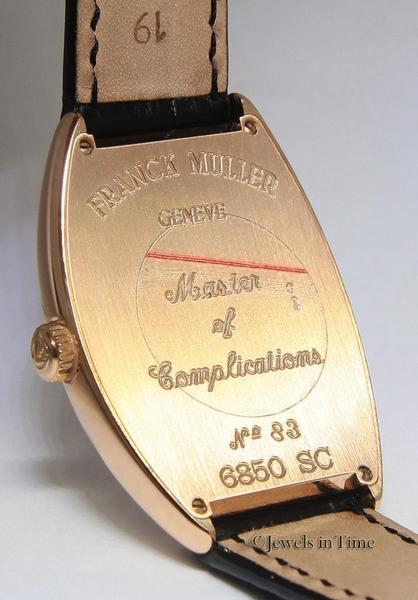 19
FRANCK MULLER
GENEVE
Master
of
Complications
Nº 83
6850 SC
©Jewels in Time